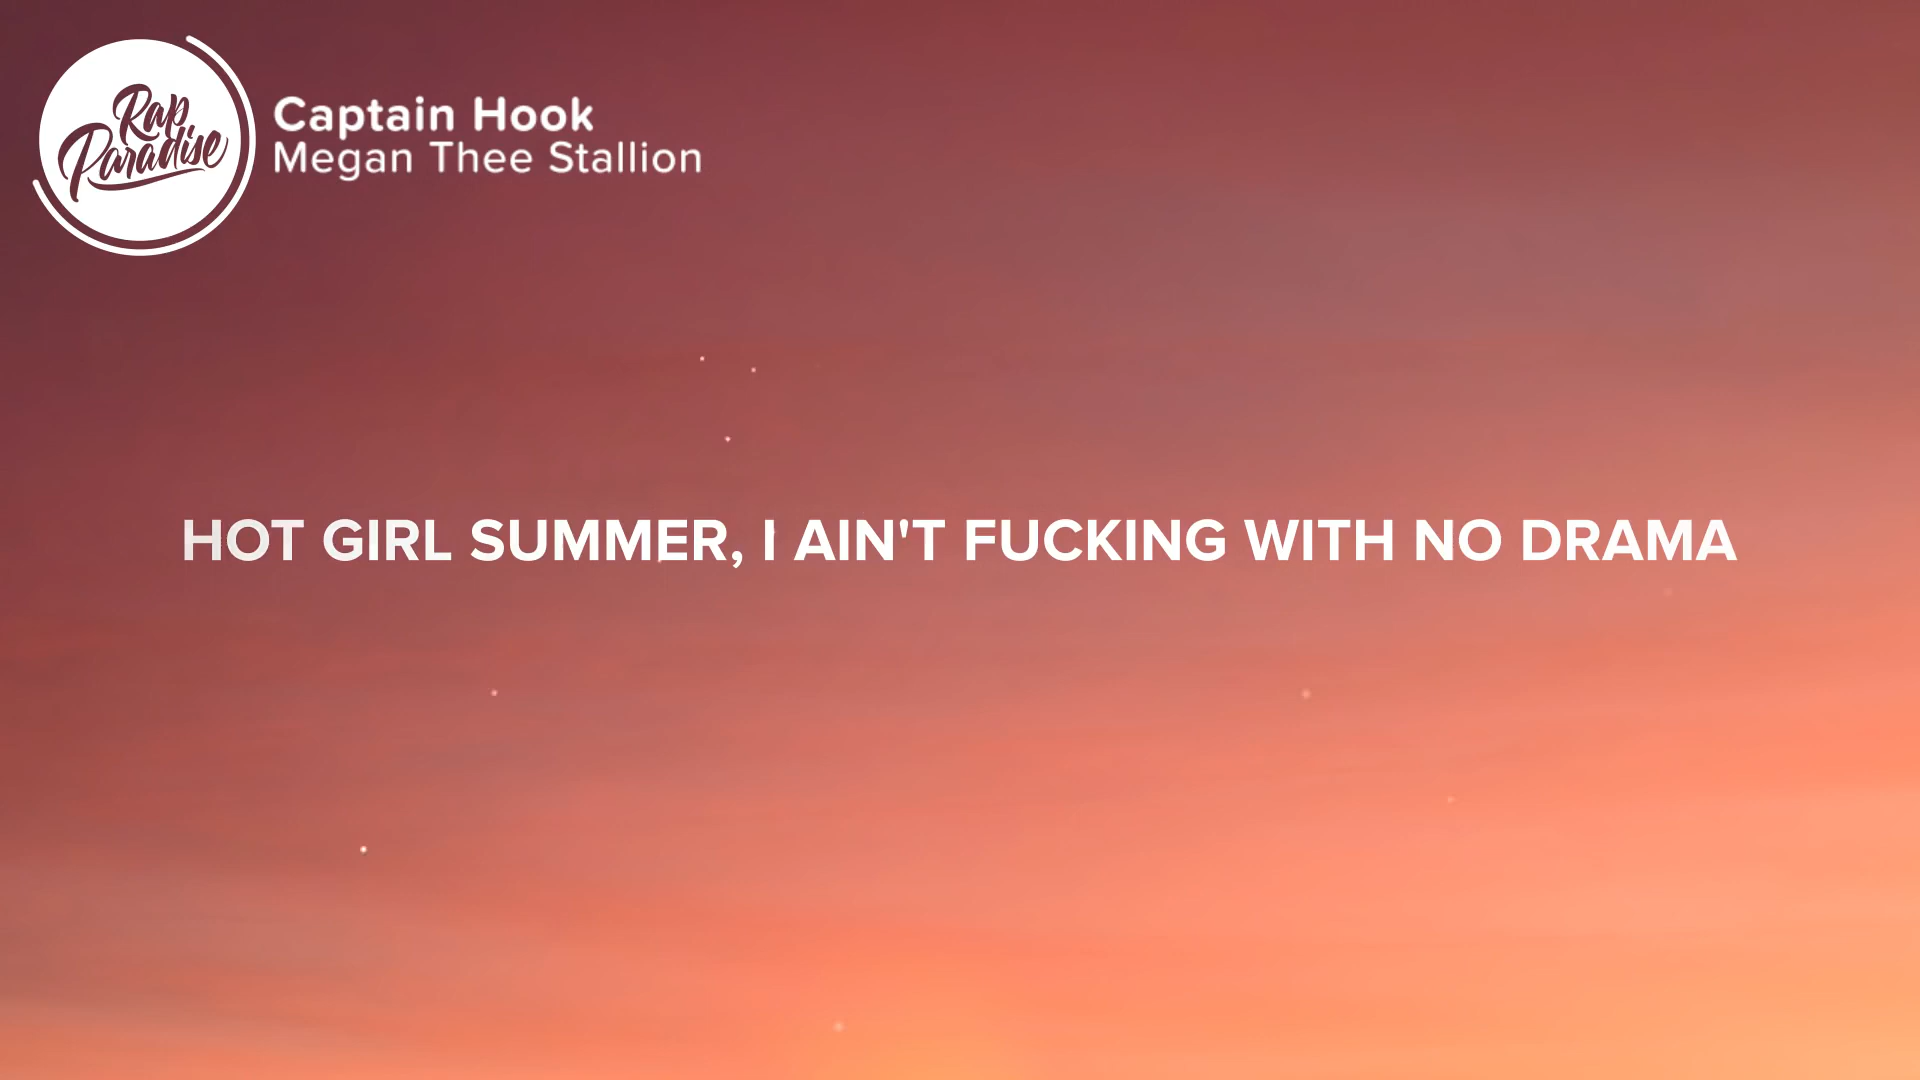 Rap
Paradise
Captain Hook
Megan Thee Stallion
HOT GIRL SUMMER, I AIN'T FUCKING WITH NO DRAMA